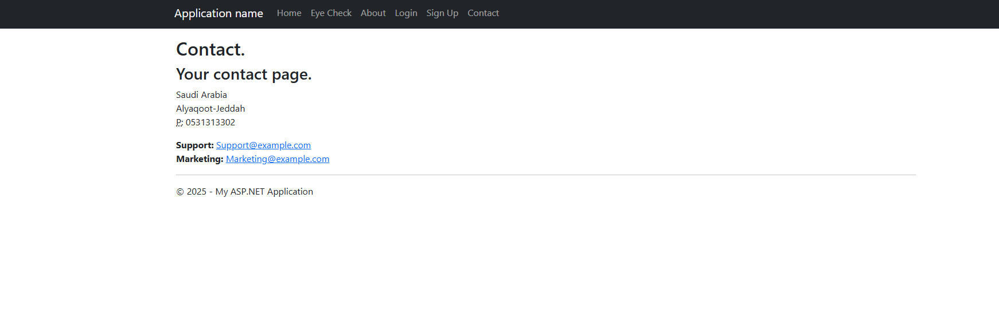 Application name Home Eye Check About Login Sign Up Contact
Contact.
Your contact page.
Saudi Arabia
Alyaqoot-Jeddah
P: 0531313302
Support: Support@example.com
Marketing: Marketing@example.com
© 2025 - My ASP.NET Application